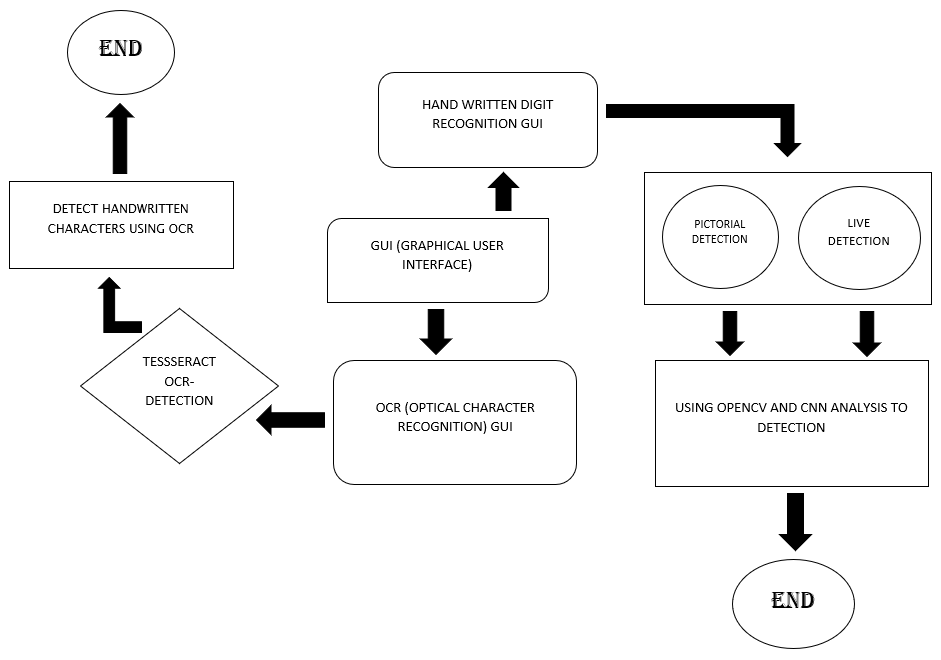 END
HAND WRITTEN DIGIT
RECOGNITION GUI
DETECT HANDWRITTEN
CHARACTERS USING OCR
GUI (GRAPHICAL USER
INTERFACE)
PICTORIAL
DETECTION
LIVE
DETECTION
TESSSERACT
OCR-
DETECTION
OCR (OPTICAL CHARACTER
RECOGNITION) GUI
USING OPENCV AND CNN ANALYSIS TO
DETECTION
END